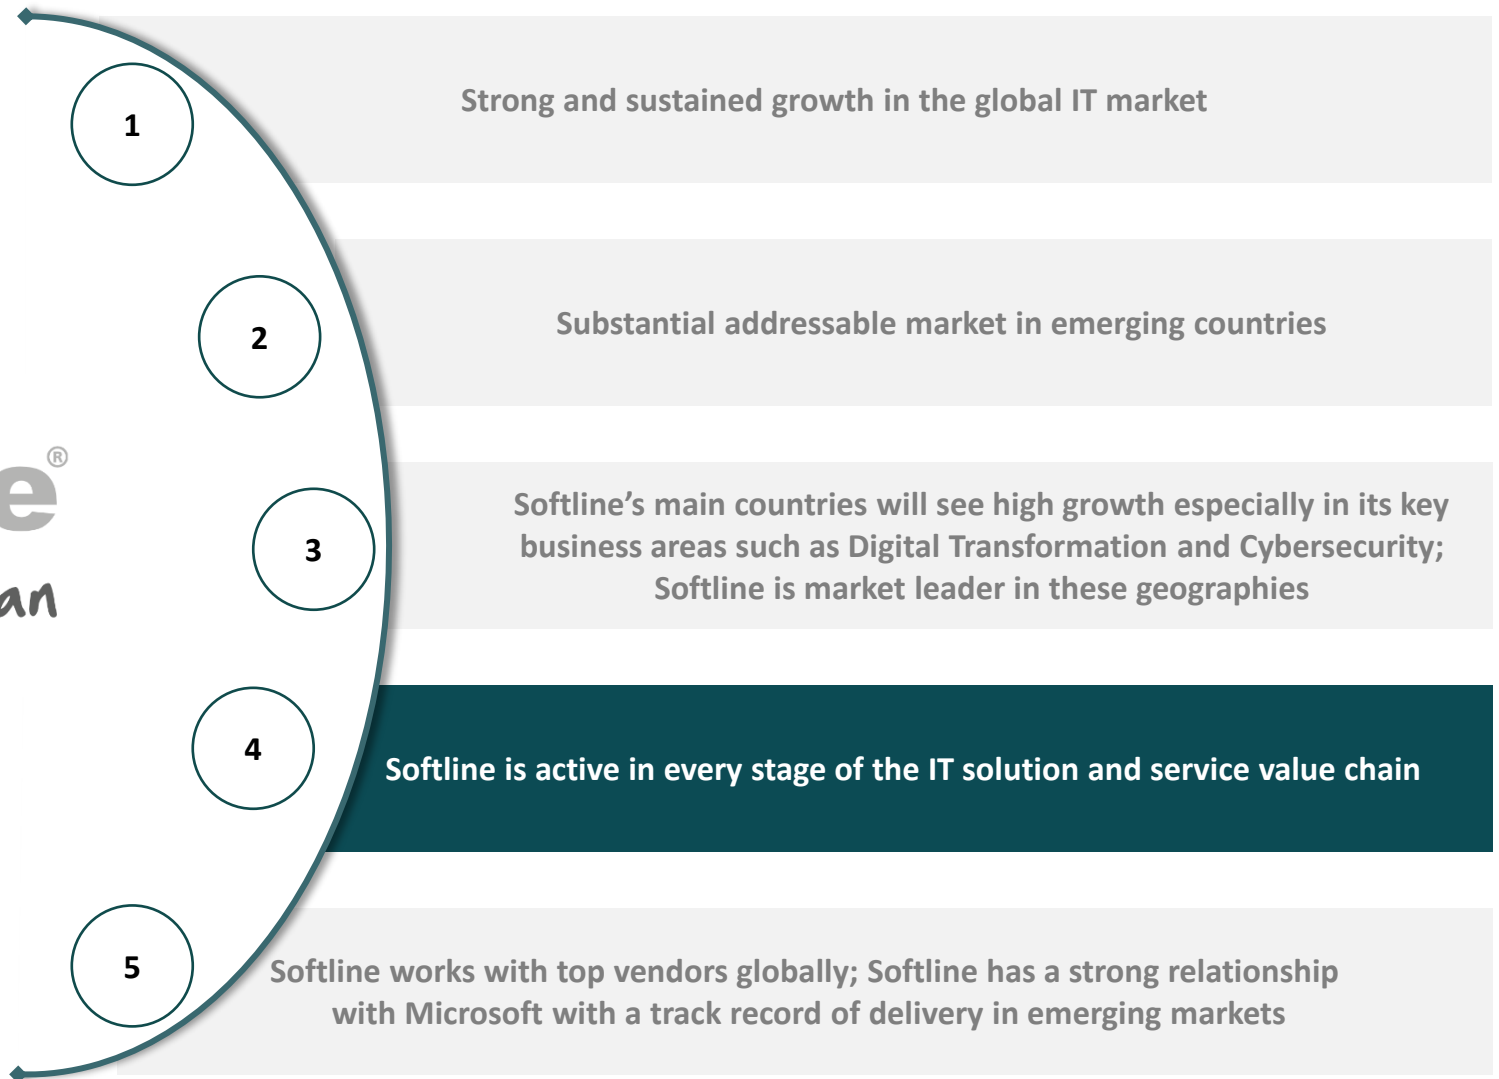 1
Strong and sustained growth in the global IT market
2
Substantial addressable market in emerging countries
e®
an
3
Softline’s main countries will see high growth especially in its key
business areas such as Digital Transformation and Cybersecurity;
Softline is market leader in these geographies
4
Softline is active in every stage of the IT solution and service value chain
5
Softline works with top vendors globally; Softline has a strong relationship
with Microsoft with a track record of delivery in emerging markets